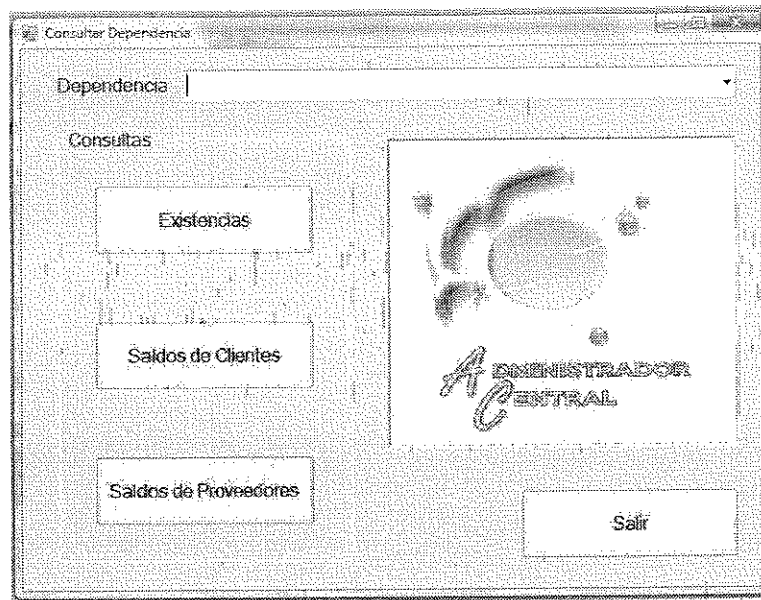 Consultar Dependencia
Dependencia
Consultas
Existencias
Saldos de Clientes
ADMINISTRADOR
CENTRAL
Saldos de Proveedores
Salir